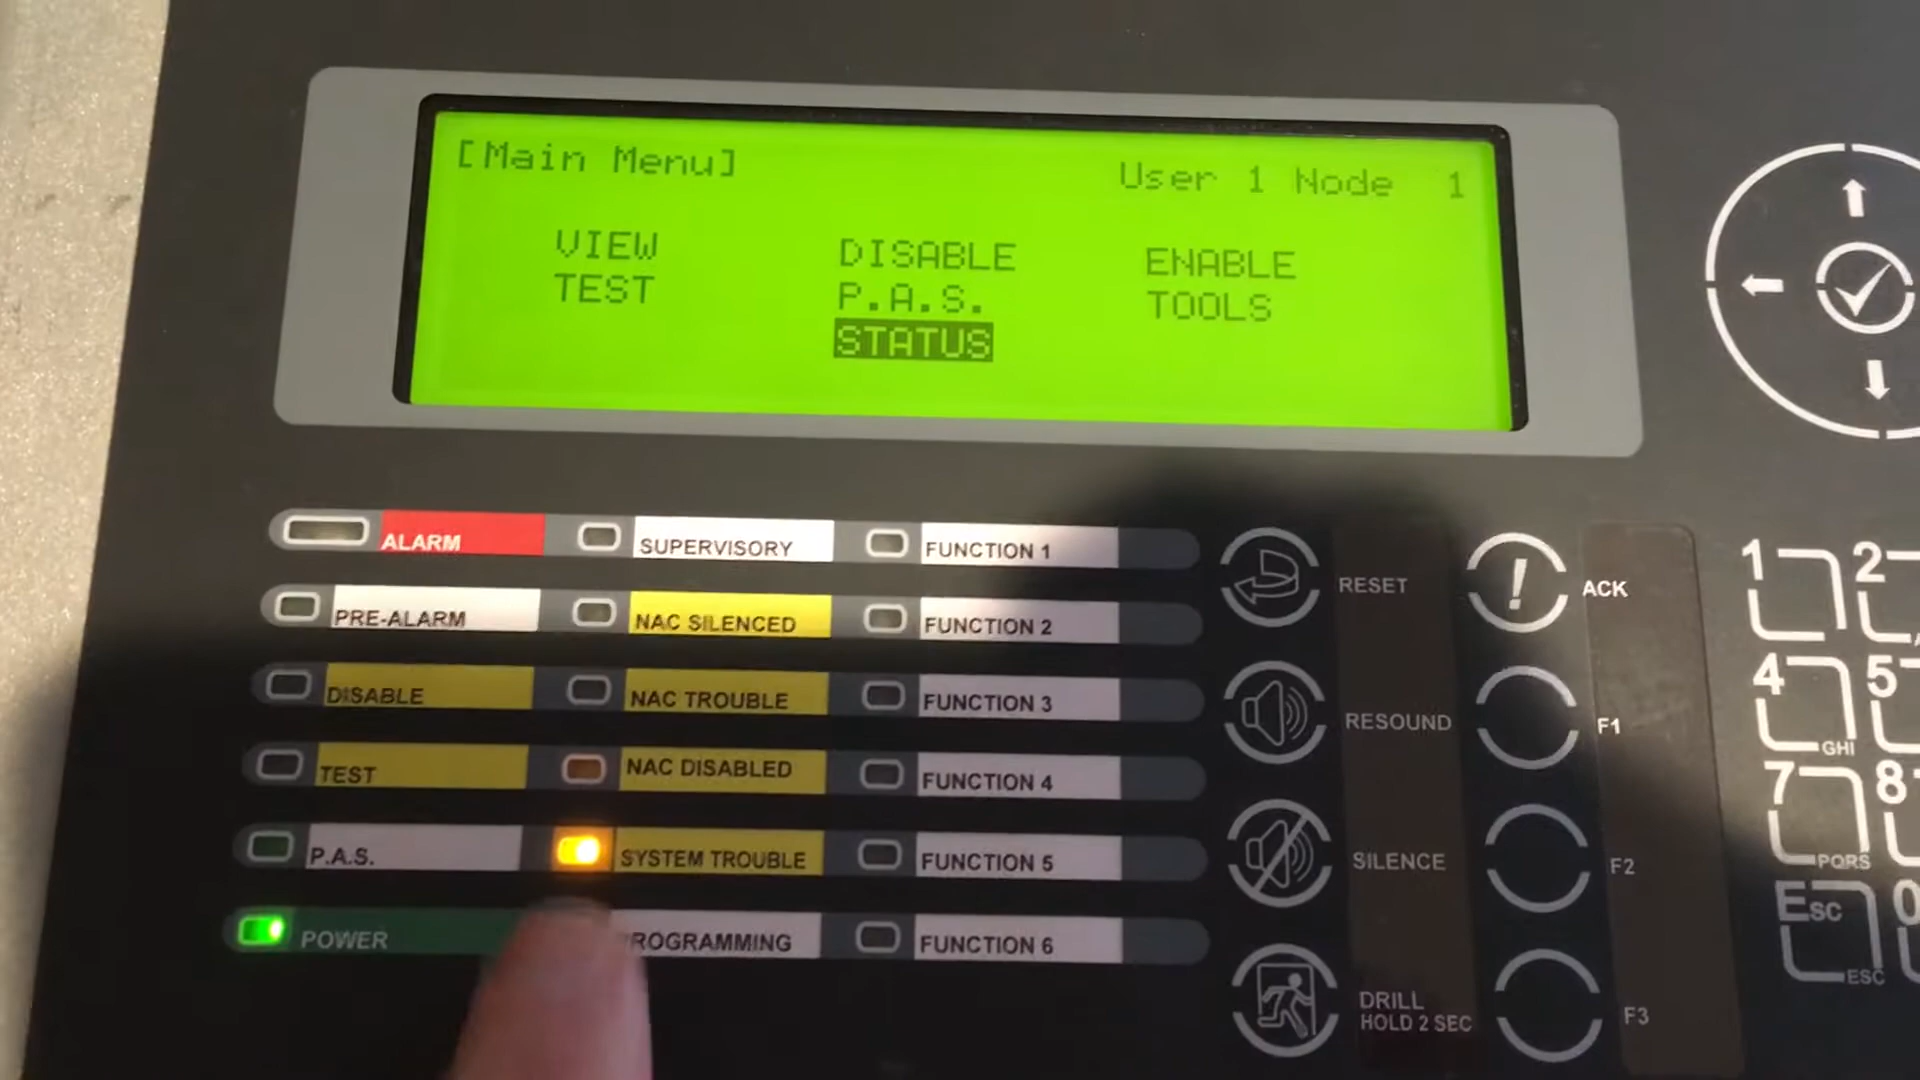 [Main Menu]
User 1 Node 1
VIEW DISABLE ENABLE
TEST P.A.S. TOOLS
STATUS
ALARM SUPERVISORY FUNCTION 1
PRE-ALARM NAC SILENCED FUNCTION 2
DISABLE NAC TROUBLE FUNCTION 3
TEST NAC DISABLED FUNCTION 4
P.A.S. SYSTEM TROUBLE FUNCTION 5
POWER ROGRAMMING FUNCTION 6
RESET
RESOUND
SILENCE
DRILL
HOLD 2 SEC
! ACK
F1
F2
F3
1 2
4 GHI 5
7 PQRS 8
ESC ESC 0